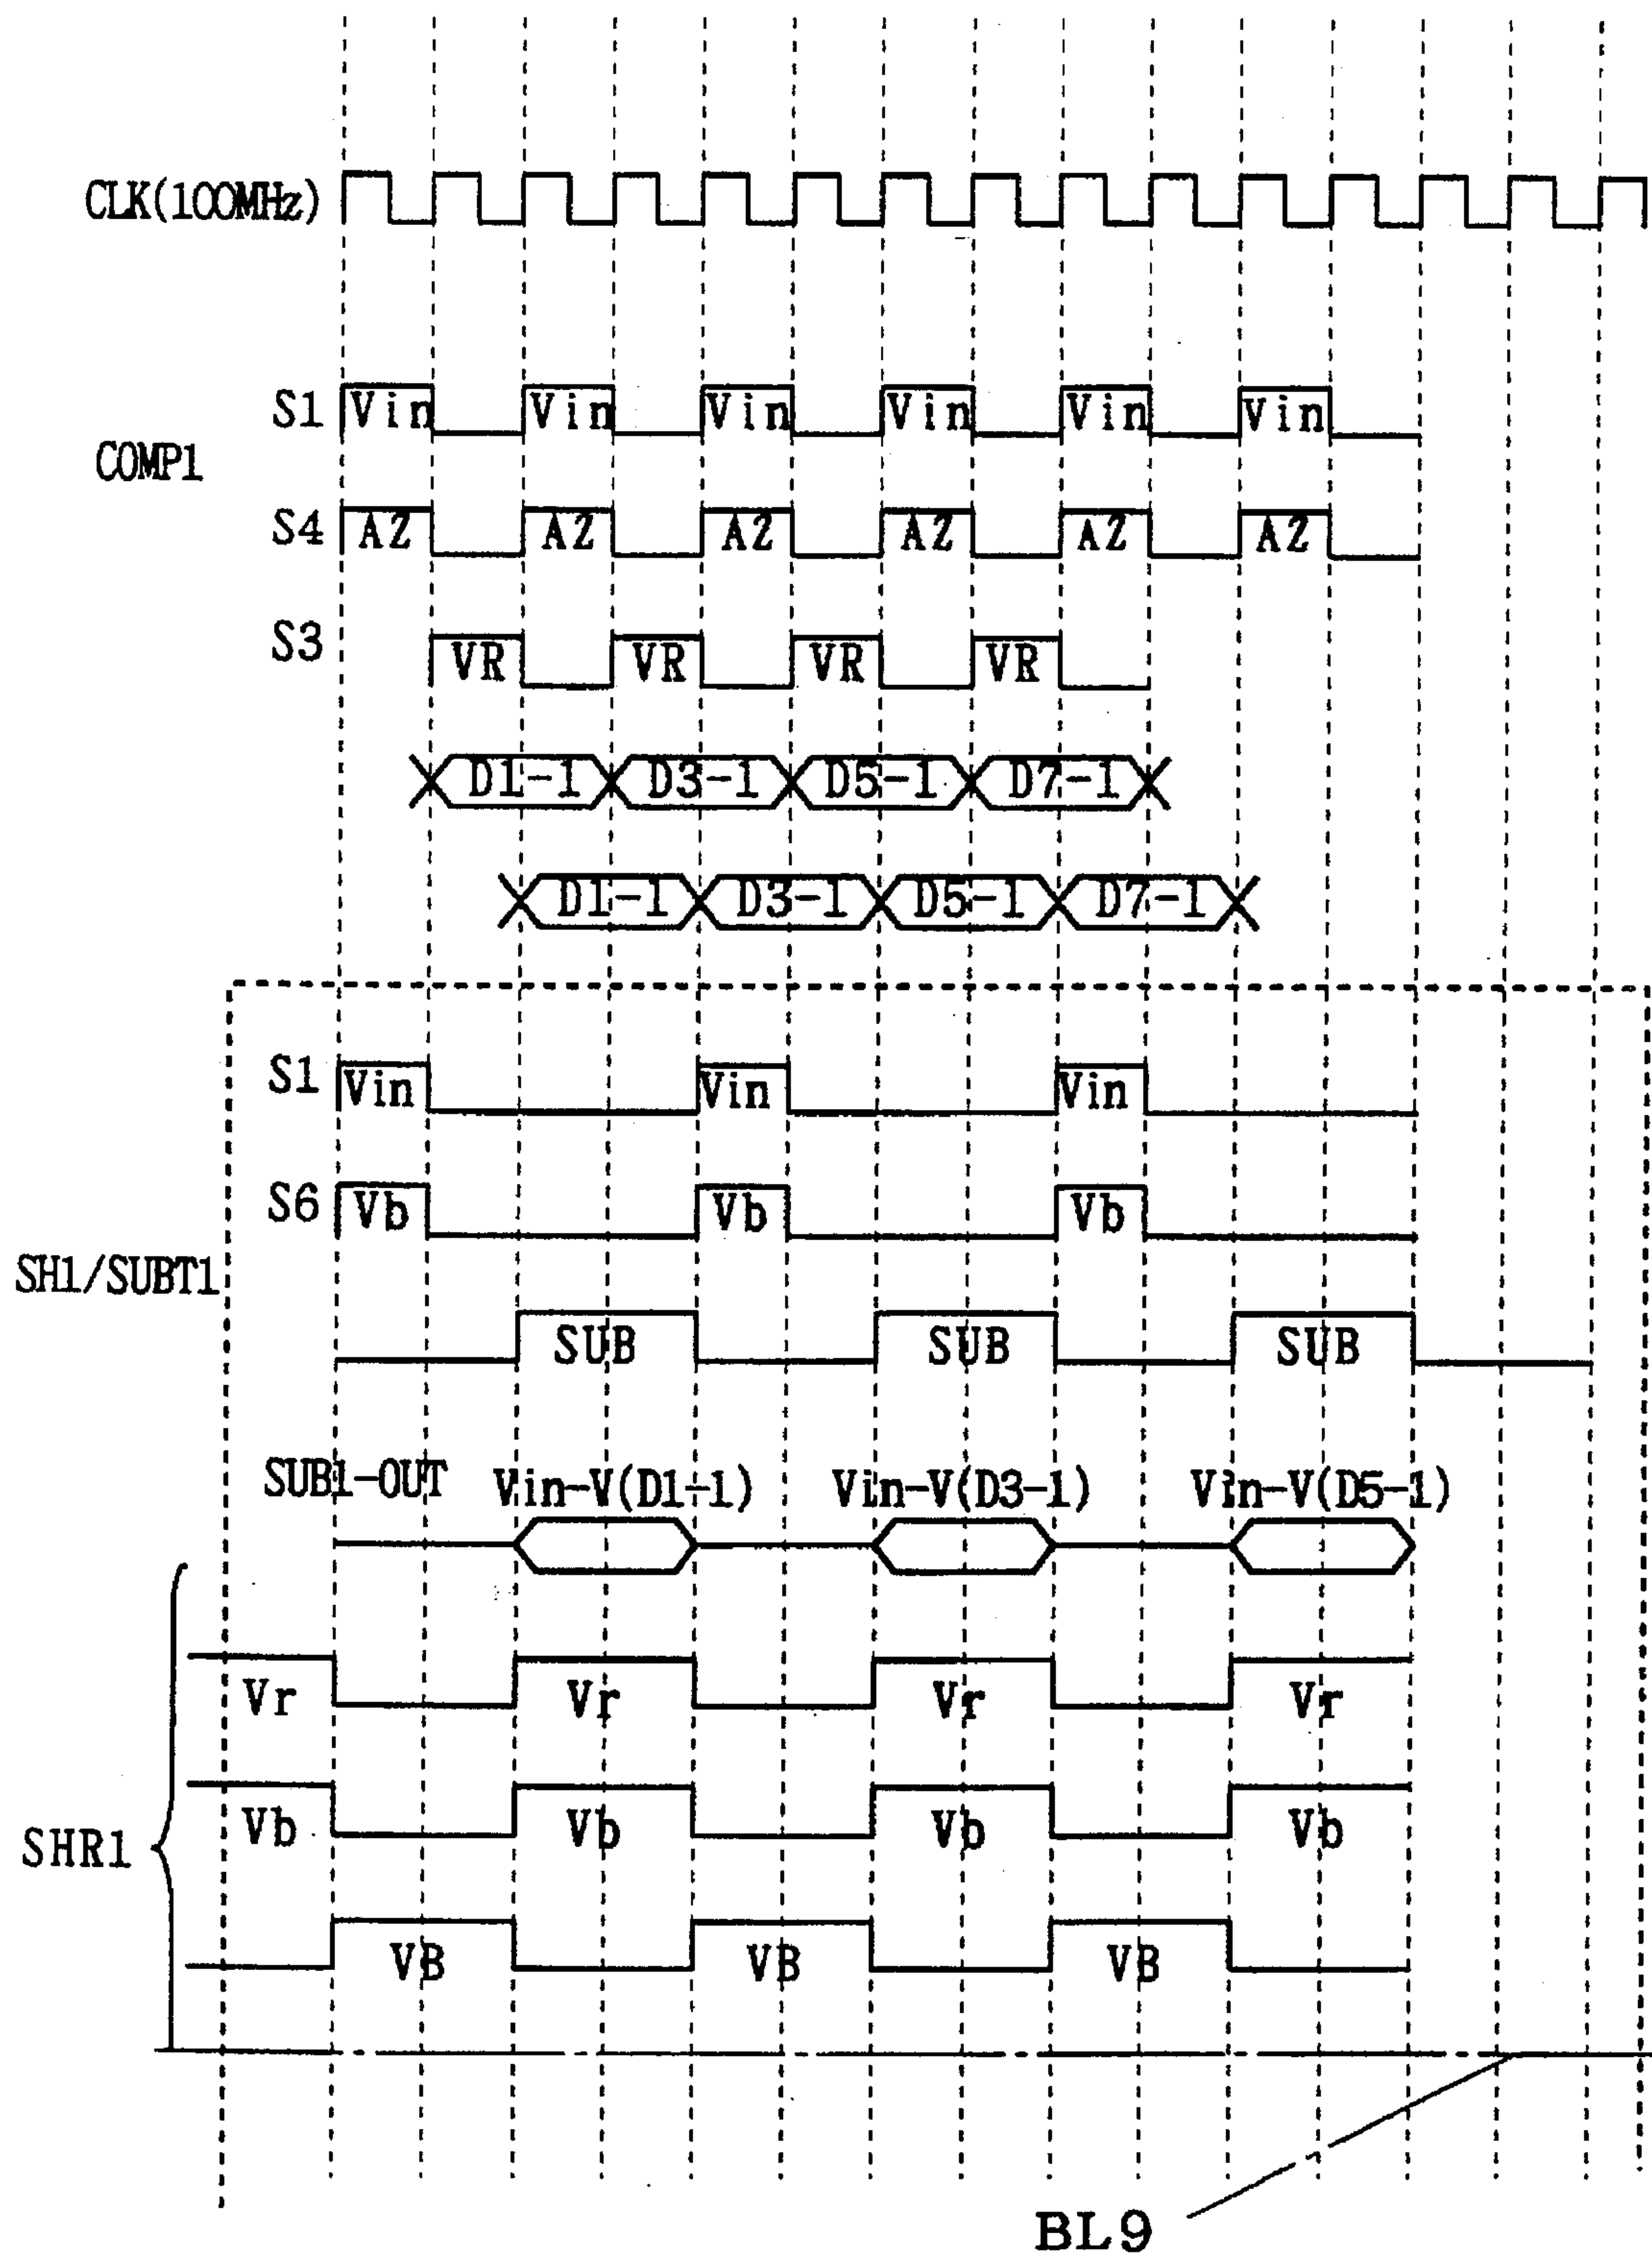 CLK(100MHz)
S1 Vin Vin Vin Vin Vin Vin
COMP1
S4 AZ AZ AZ AZ AZ AZ
S3 VR VR VR VR
D1-1 D3-1 D5-1 D7-1
D1-1 D3-1 D5-1 D7-1
S1 Vin Vin Vin
S6 Vb Vb Vb
SH1/SUBT1
SUB SUB SUB
SUB1-OUT Vin-V(D1-1) Vin-V(D3-1) Vin-V(D5-1)
Vr Vr Vr Vr
Vb Vb Vb Vb
SHR1
VB VB VB
BL9